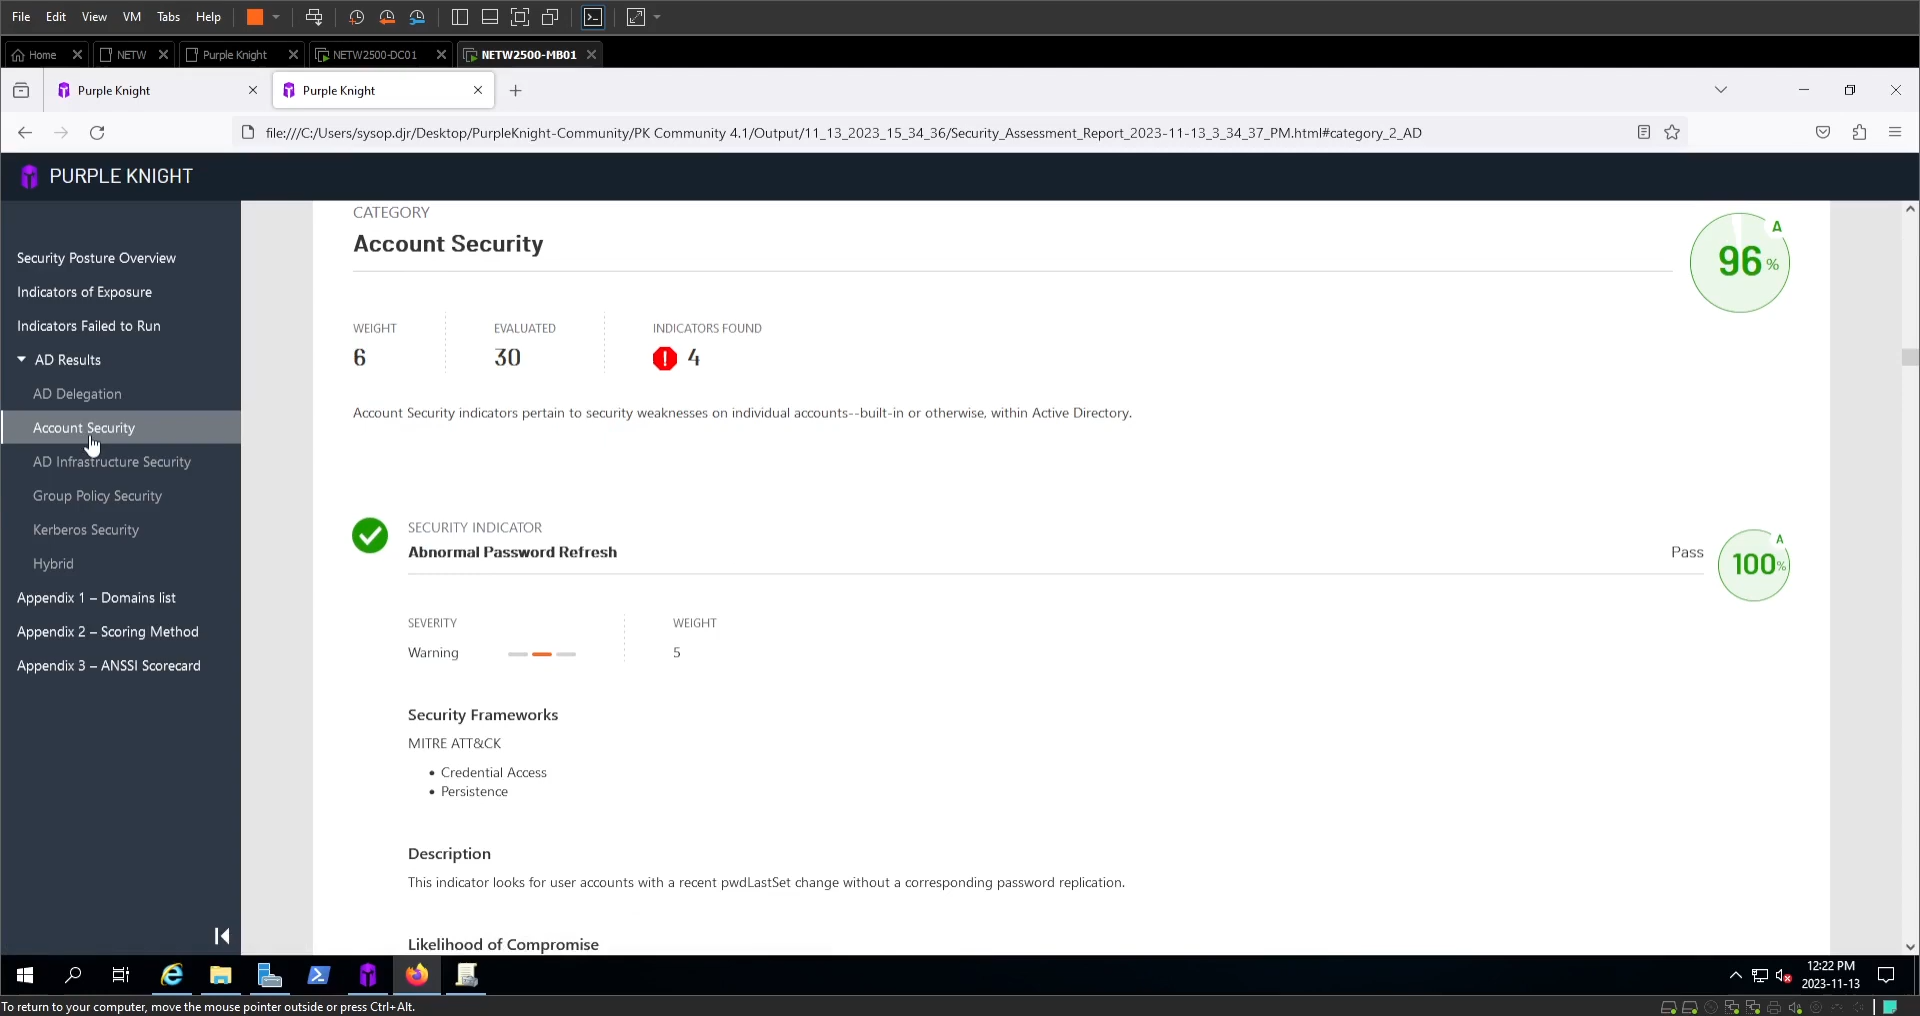 File Edit View VM Tabs Help
Home NETW Purple Knight NETW2500-DC01 NETW2500-MB01
Purple Knight Purple Knight
file:///C:/Users/sysop.djr/Desktop/PurpleKnight-Community/PK Community 4.1/Output/11_13_2023_15_34_36/Security_Assessment_Report_2023-11-13_3_34_37_PM.html#category_2_AD
PURPLE KNIGHT
Security Posture Overview
Indicators of Exposure
Indicators Failed to Run
AD Results
AD Delegation
Account Security
AD Infrastructure Security
Group Policy Security
Kerberos Security
Hybrid
Appendix 1 – Domains list
Appendix 2 – Scoring Method
Appendix 3 – ANSSI Scorecard
CATEGORY
Account Security
A
96 %
WEIGHT EVALUATED INDICATORS FOUND
6 30 ! 4
Account Security indicators pertain to security weaknesses on individual accounts--built-in or otherwise, within Active Directory.
SECURITY INDICATOR
Abnormal Password Refresh
Pass
A
100%
SEVERITY WEIGHT
Warning 5
Security Frameworks
MITRE ATT&CK
• Credential Access
• Persistence
Description
This indicator looks for user accounts with a recent pwdLastSet change without a corresponding password replication.
Likelihood of Compromise
12:22 PM
2023-11-13
To return to your computer, move the mouse pointer outside or press Ctrl+Alt.